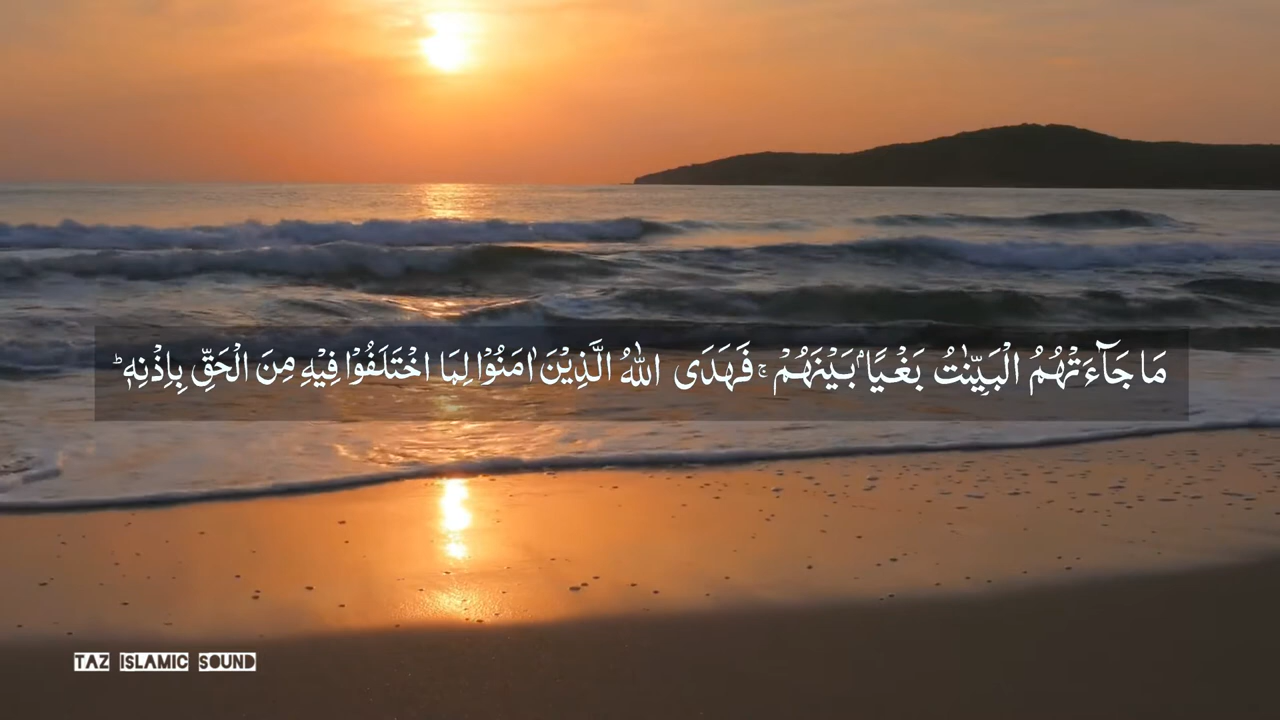 مَا جَآءَتْهُمُ الْبَيِّنٰتُ بَغْيًاۢ بَيْنَهُمْ ۚ فَهَدَى اللّٰهُ الَّذِيْنَ اٰمَنُوْا لِمَا اخْتَلَفُوْا فِيْهِ مِنَ الْحَقِّ بِاِذْنِهٖ ؕ
TAZ ISLAMIC SOUND